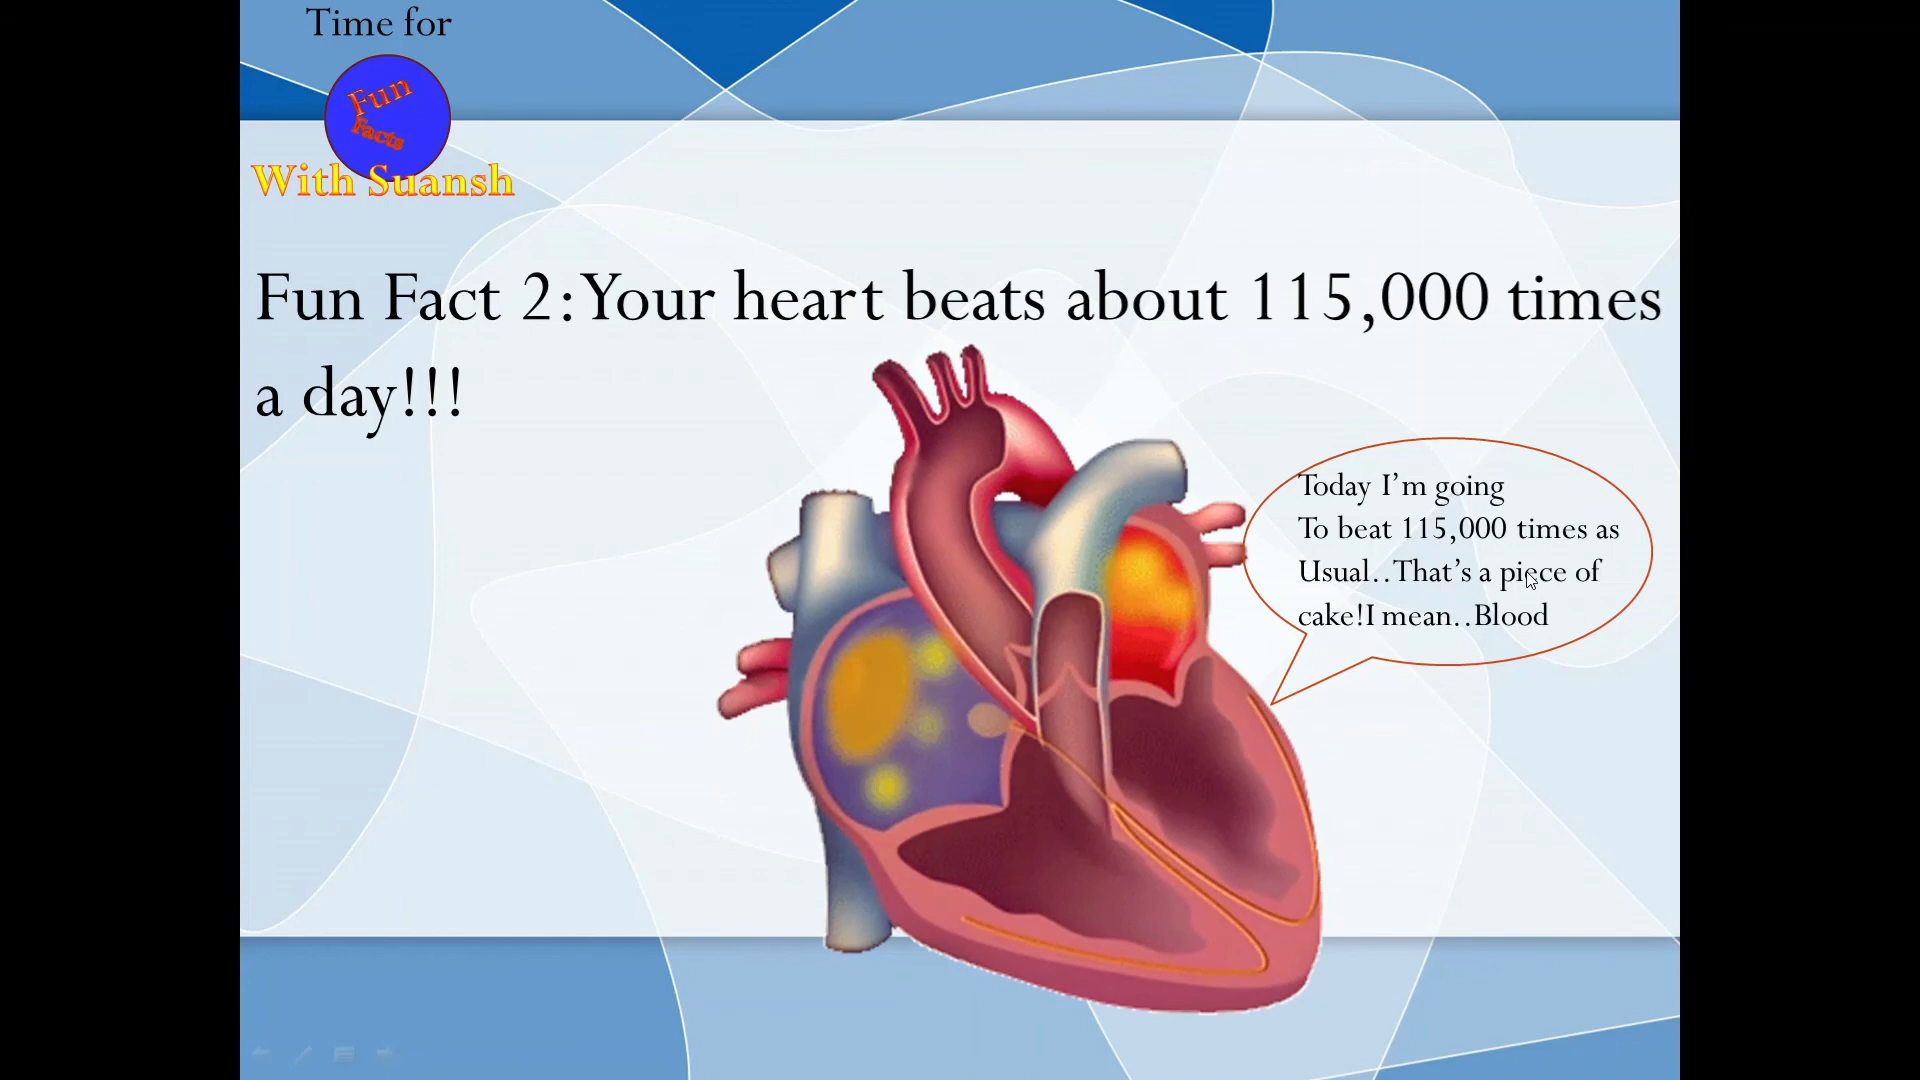 Time for
Fun
Facts
With Suansh
Fun Fact 2:Your heart beats about 115,000 times
a day!!!
Today I’m going
To beat 115,000 times as
Usual..That’s a piece of
cake!I mean..Blood